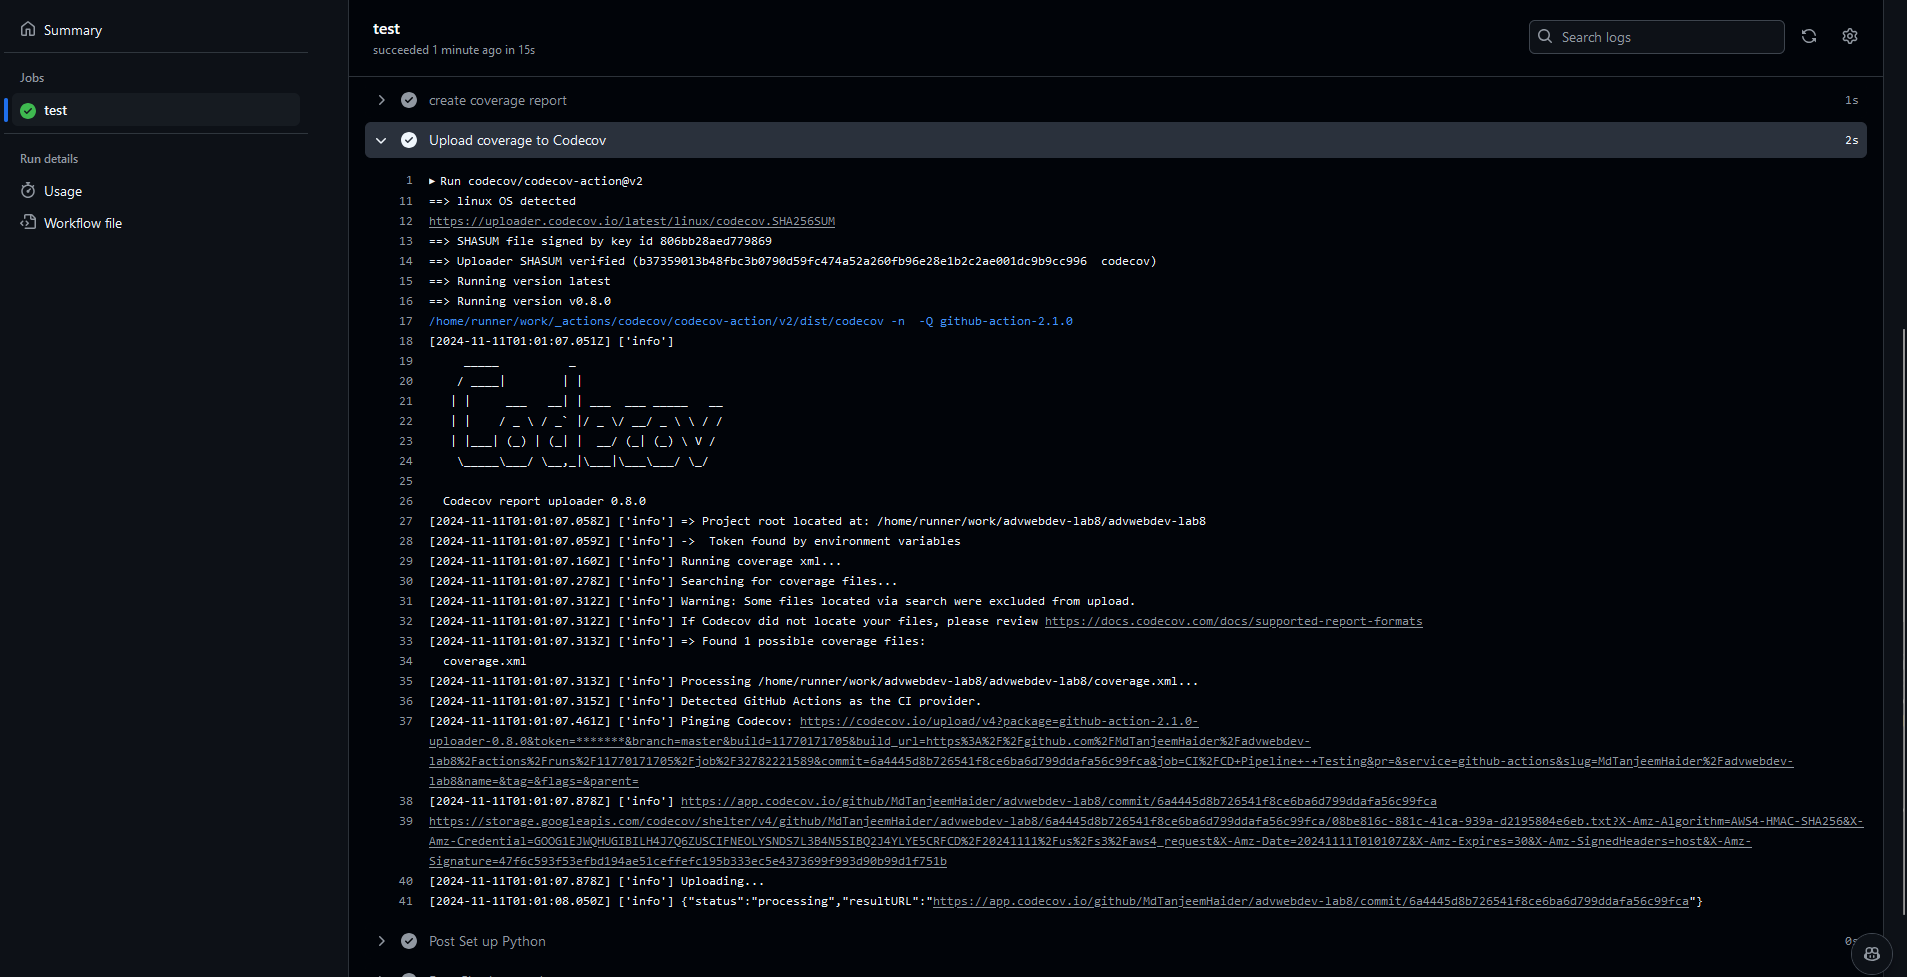 Summary
Jobs
test
Run details
Usage
Workflow file
test
succeeded 1 minute ago in 15s
Search logs
create coverage report 1s
Upload coverage to Codecov 2s
1 ▸ Run codecov/codecov-action@v2
11 ==> linux OS detected
12 https://uploader.codecov.io/latest/linux/codecov.SHA256SUM
13 ==> SHASUM file signed by key id 806bb28aed779869
14 ==> Uploader SHASUM verified (b37359013b48fbc3b0790d59fc474a52a260fb96e28e1b2c2ae001dc9b9cc996  codecov)
15 ==> Running version latest
16 ==> Running version v0.8.0
17 /home/runner/work/_actions/codecov/codecov-action/v2/dist/codecov -n  -Q github-action-2.1.0
18 [2024-11-11T01:01:07.051Z] ['info']
19      _____          _
20     / ____|        | |
21    | |     ___   __| | ___  ___ _____   __
22    | |    / _ \ / _` |/ _ \/ __/ _ \ \ / /
23    | |___| (_) | (_| |  __/ (_| (_) \ V /
24     \_____\___/ \__,_|\___|\___\___/ \_/
25
26   Codecov report uploader 0.8.0
27 [2024-11-11T01:01:07.058Z] ['info'] => Project root located at: /home/runner/work/advwebdev-lab8/advwebdev-lab8
28 [2024-11-11T01:01:07.059Z] ['info'] ->  Token found by environment variables
29 [2024-11-11T01:01:07.160Z] ['info'] Running coverage xml...
30 [2024-11-11T01:01:07.278Z] ['info'] Searching for coverage files...
31 [2024-11-11T01:01:07.312Z] ['info'] Warning: Some files located via search were excluded from upload.
32 [2024-11-11T01:01:07.312Z] ['info'] If Codecov did not locate your files, please review https://docs.codecov.com/docs/supported-report-formats
33 [2024-11-11T01:01:07.313Z] ['info'] => Found 1 possible coverage files:
34   coverage.xml
35 [2024-11-11T01:01:07.313Z] ['info'] Processing /home/runner/work/advwebdev-lab8/advwebdev-lab8/coverage.xml...
36 [2024-11-11T01:01:07.315Z] ['info'] Detected GitHub Actions as the CI provider.
37 [2024-11-11T01:01:07.461Z] ['info'] Pinging Codecov: https://codecov.io/upload/v4?package=github-action-2.1.0-
uploader-0.8.0&token=*******&branch=master&build=11770171705&build_url=https%3A%2F%2Fgithub.com%2FMdTanjeemHaider%2Fadvwebdev-
lab8%2Factions%2Fruns%2F11770171705%2Fjob%2F32782221589&commit=6a4445d8b726541f8ce6ba6d799ddafa56c99fca&job=CI%2FCD+Pipeline+-+Testing&pr=&service=github-actions&slug=MdTanjeemHaider%2Fadvwebdev-
lab8&name=&tag=&flags=&parent=
38 [2024-11-11T01:01:07.878Z] ['info'] https://app.codecov.io/github/MdTanjeemHaider/advwebdev-lab8/commit/6a4445d8b726541f8ce6ba6d799ddafa56c99fca
39 https://storage.googleapis.com/codecov/shelter/v4/github/MdTanjeemHaider/advwebdev-lab8/6a4445d8b726541f8ce6ba6d799ddafa56c99fca/08be816c-881c-41ca-939a-d2195804e6eb.txt?X-Amz-Algorithm=AWS4-HMAC-SHA256&X-
Amz-Credential=GOOG1EJWQHUGIBILH4J7Q6ZUSCIFNEOLYSNDS7L3B4N5SIBQ2J4YLYE5CRFCD%2F20241111%2Fus%2Fs3%2Faws4_request&X-Amz-Date=20241111T010107Z&X-Amz-Expires=30&X-Amz-SignedHeaders=host&X-Amz-
Signature=47f6c593f53efbd194ae51ceffefc195b333ec5e4373699f993d90b99d1f751b
40 [2024-11-11T01:01:07.878Z] ['info'] Uploading...
41 [2024-11-11T01:01:08.050Z] ['info'] {"status":"processing","resultURL":"https://app.codecov.io/github/MdTanjeemHaider/advwebdev-lab8/commit/6a4445d8b726541f8ce6ba6d799ddafa56c99fca"}
Post Set up Python 0s